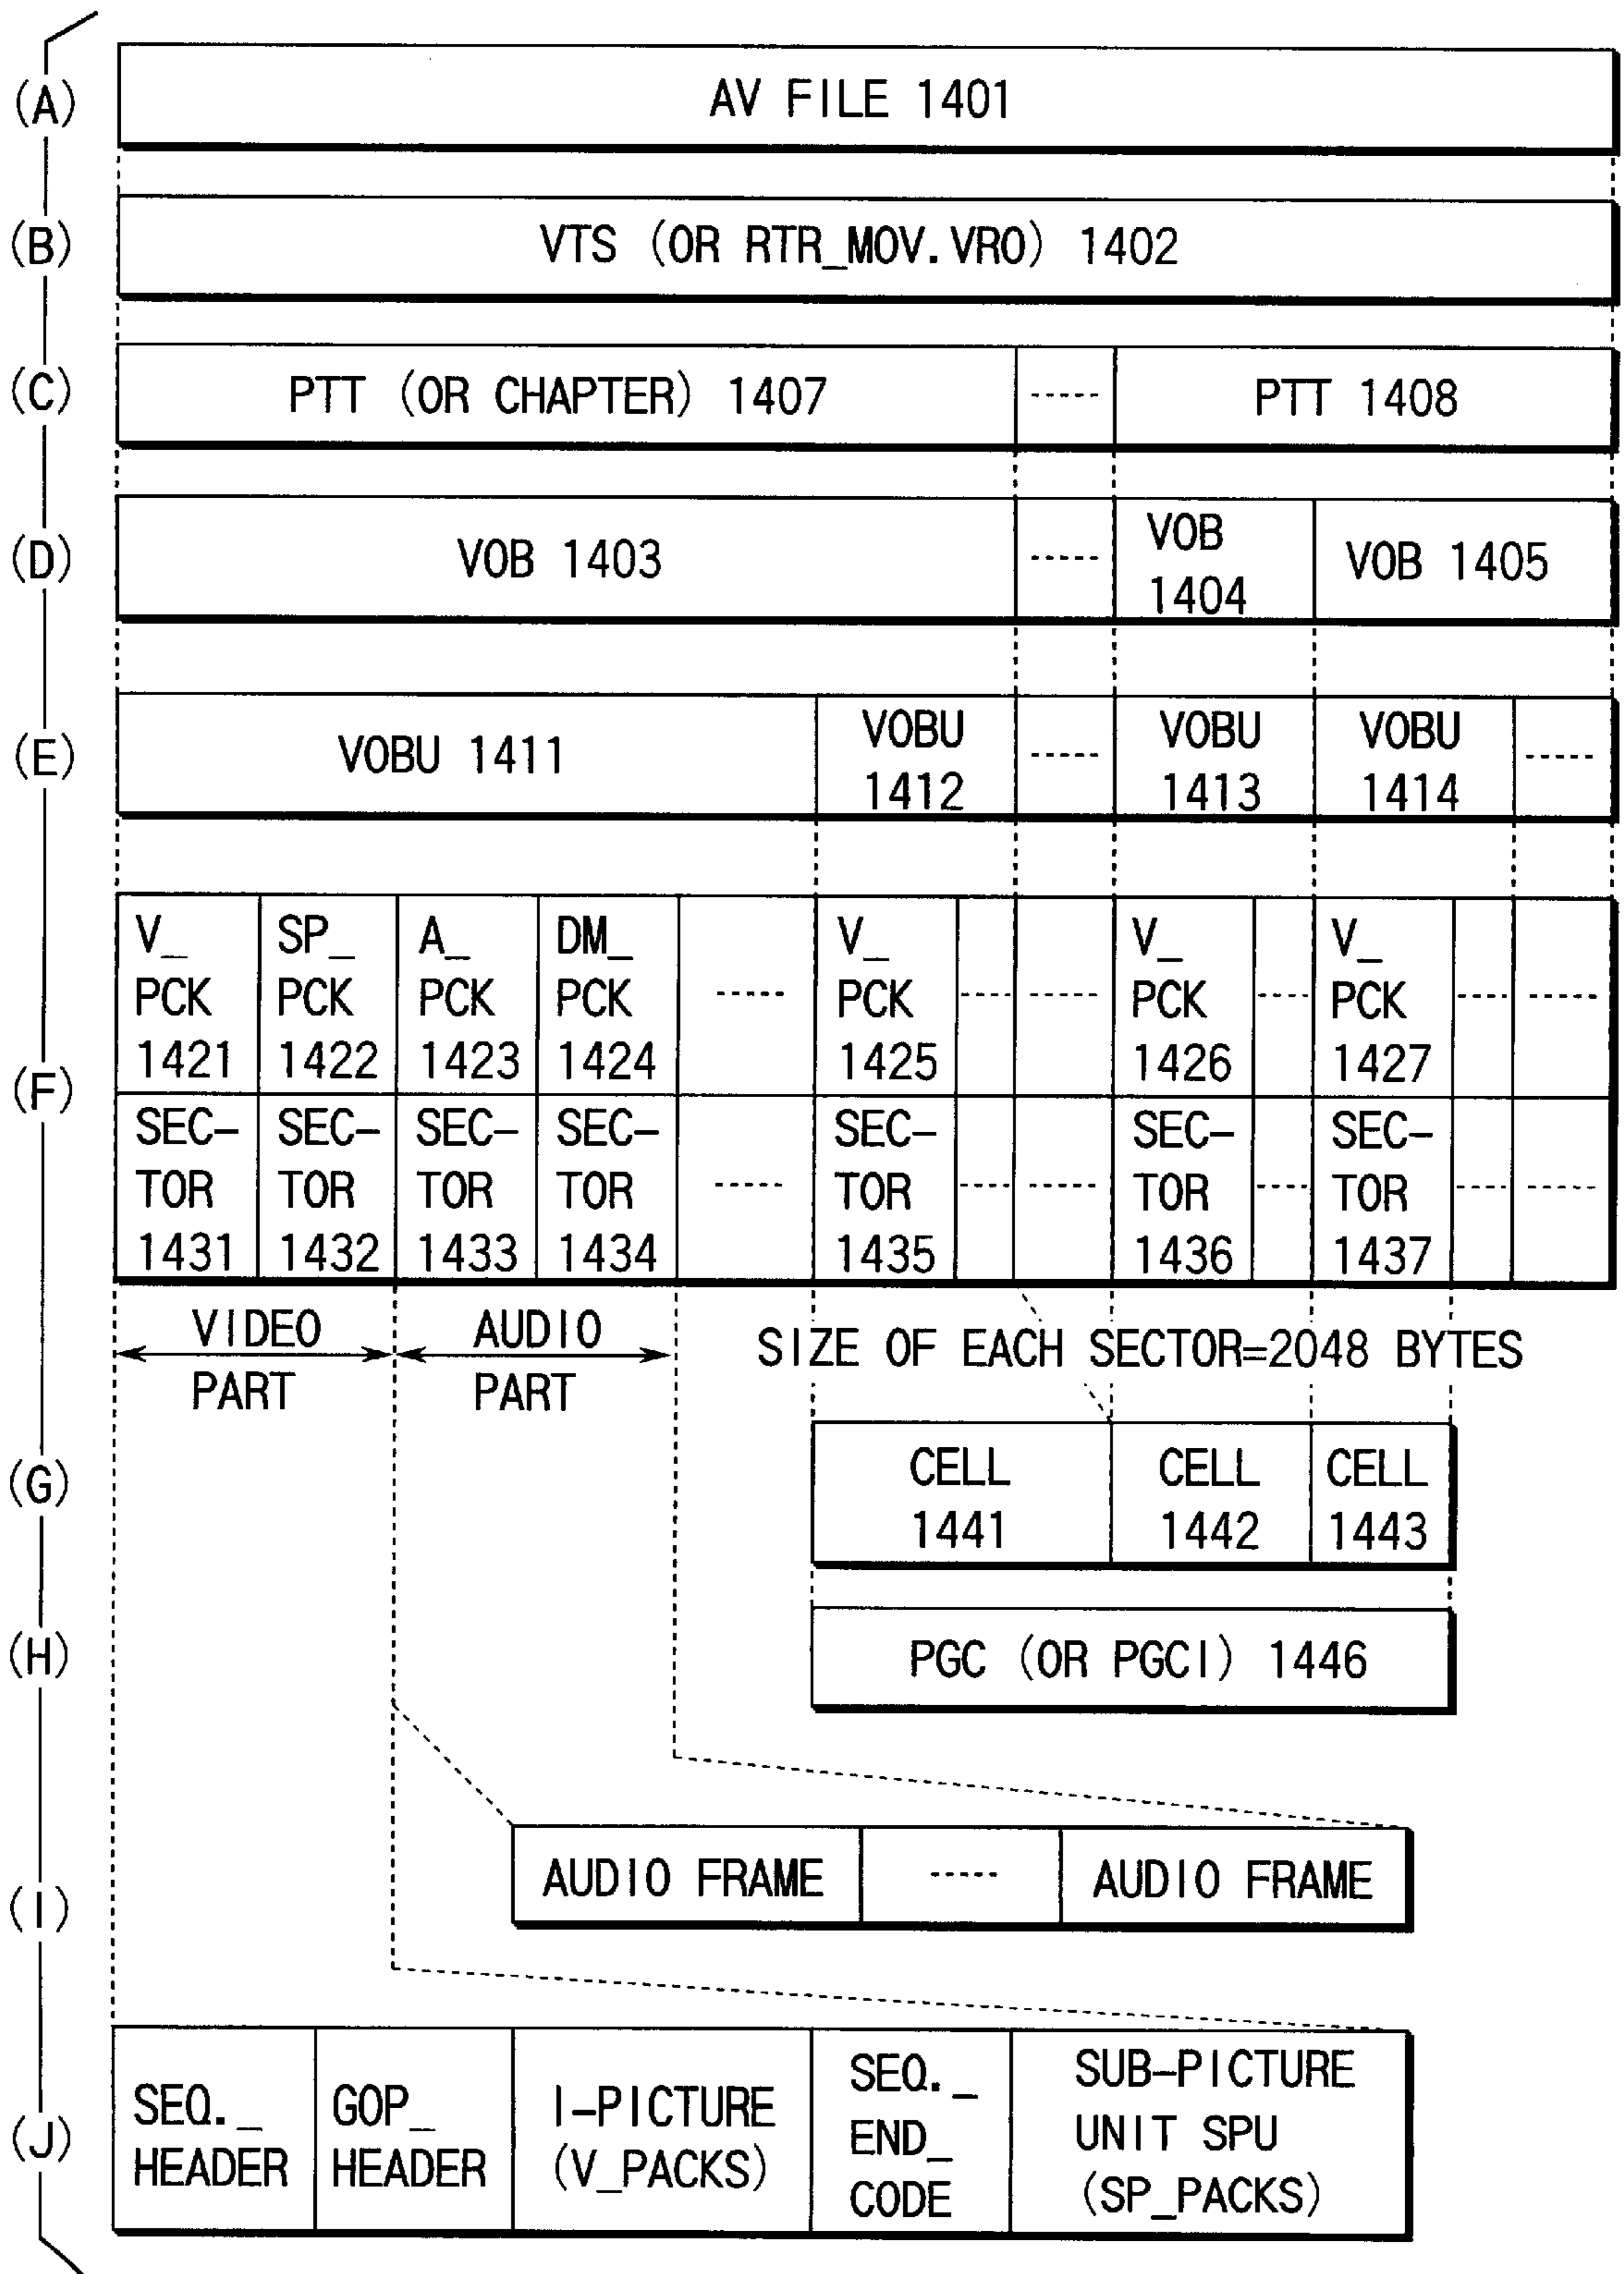 (A)
AV FILE 1401
(B)
VTS (OR RTR_MOV.VRO) 1402
(C)
PTT (OR CHAPTER) 1407
-----
PTT 1408
(D)
VOB 1403
-----
VOB
1404
VOB 1405
(E)
VOBU 1411
VOBU
1412
-----
VOBU
1413
VOBU
1414
-----
(F)
V_
PCK
1421
SP_
PCK
1422
A_
PCK
1423
DM_
PCK
1424
-----
V_
PCK
1425
----
-----
V_
PCK
1426
----
V_
PCK
1427
----
-----
SEC-
TOR
1431
SEC-
TOR
1432
SEC-
TOR
1433
SEC-
TOR
1434
-----
SEC-
TOR
1435
----
-----
SEC-
TOR
1436
----
SEC-
TOR
1437
----
-----
VIDEO
PART
AUDIO
PART
SIZE OF EACH SECTOR=2048 BYTES
(G)
CELL
1441
CELL
1442
CELL
1443
(H)
PGC (OR PGCI) 1446
(I)
AUDIO FRAME
-----
AUDIO FRAME
(J)
SEQ._
HEADER
GOP_
HEADER
I-PICTURE
(V_PACKS)
SEQ._
END_
CODE
SUB-PICTURE
UNIT SPU
(SP_PACKS)